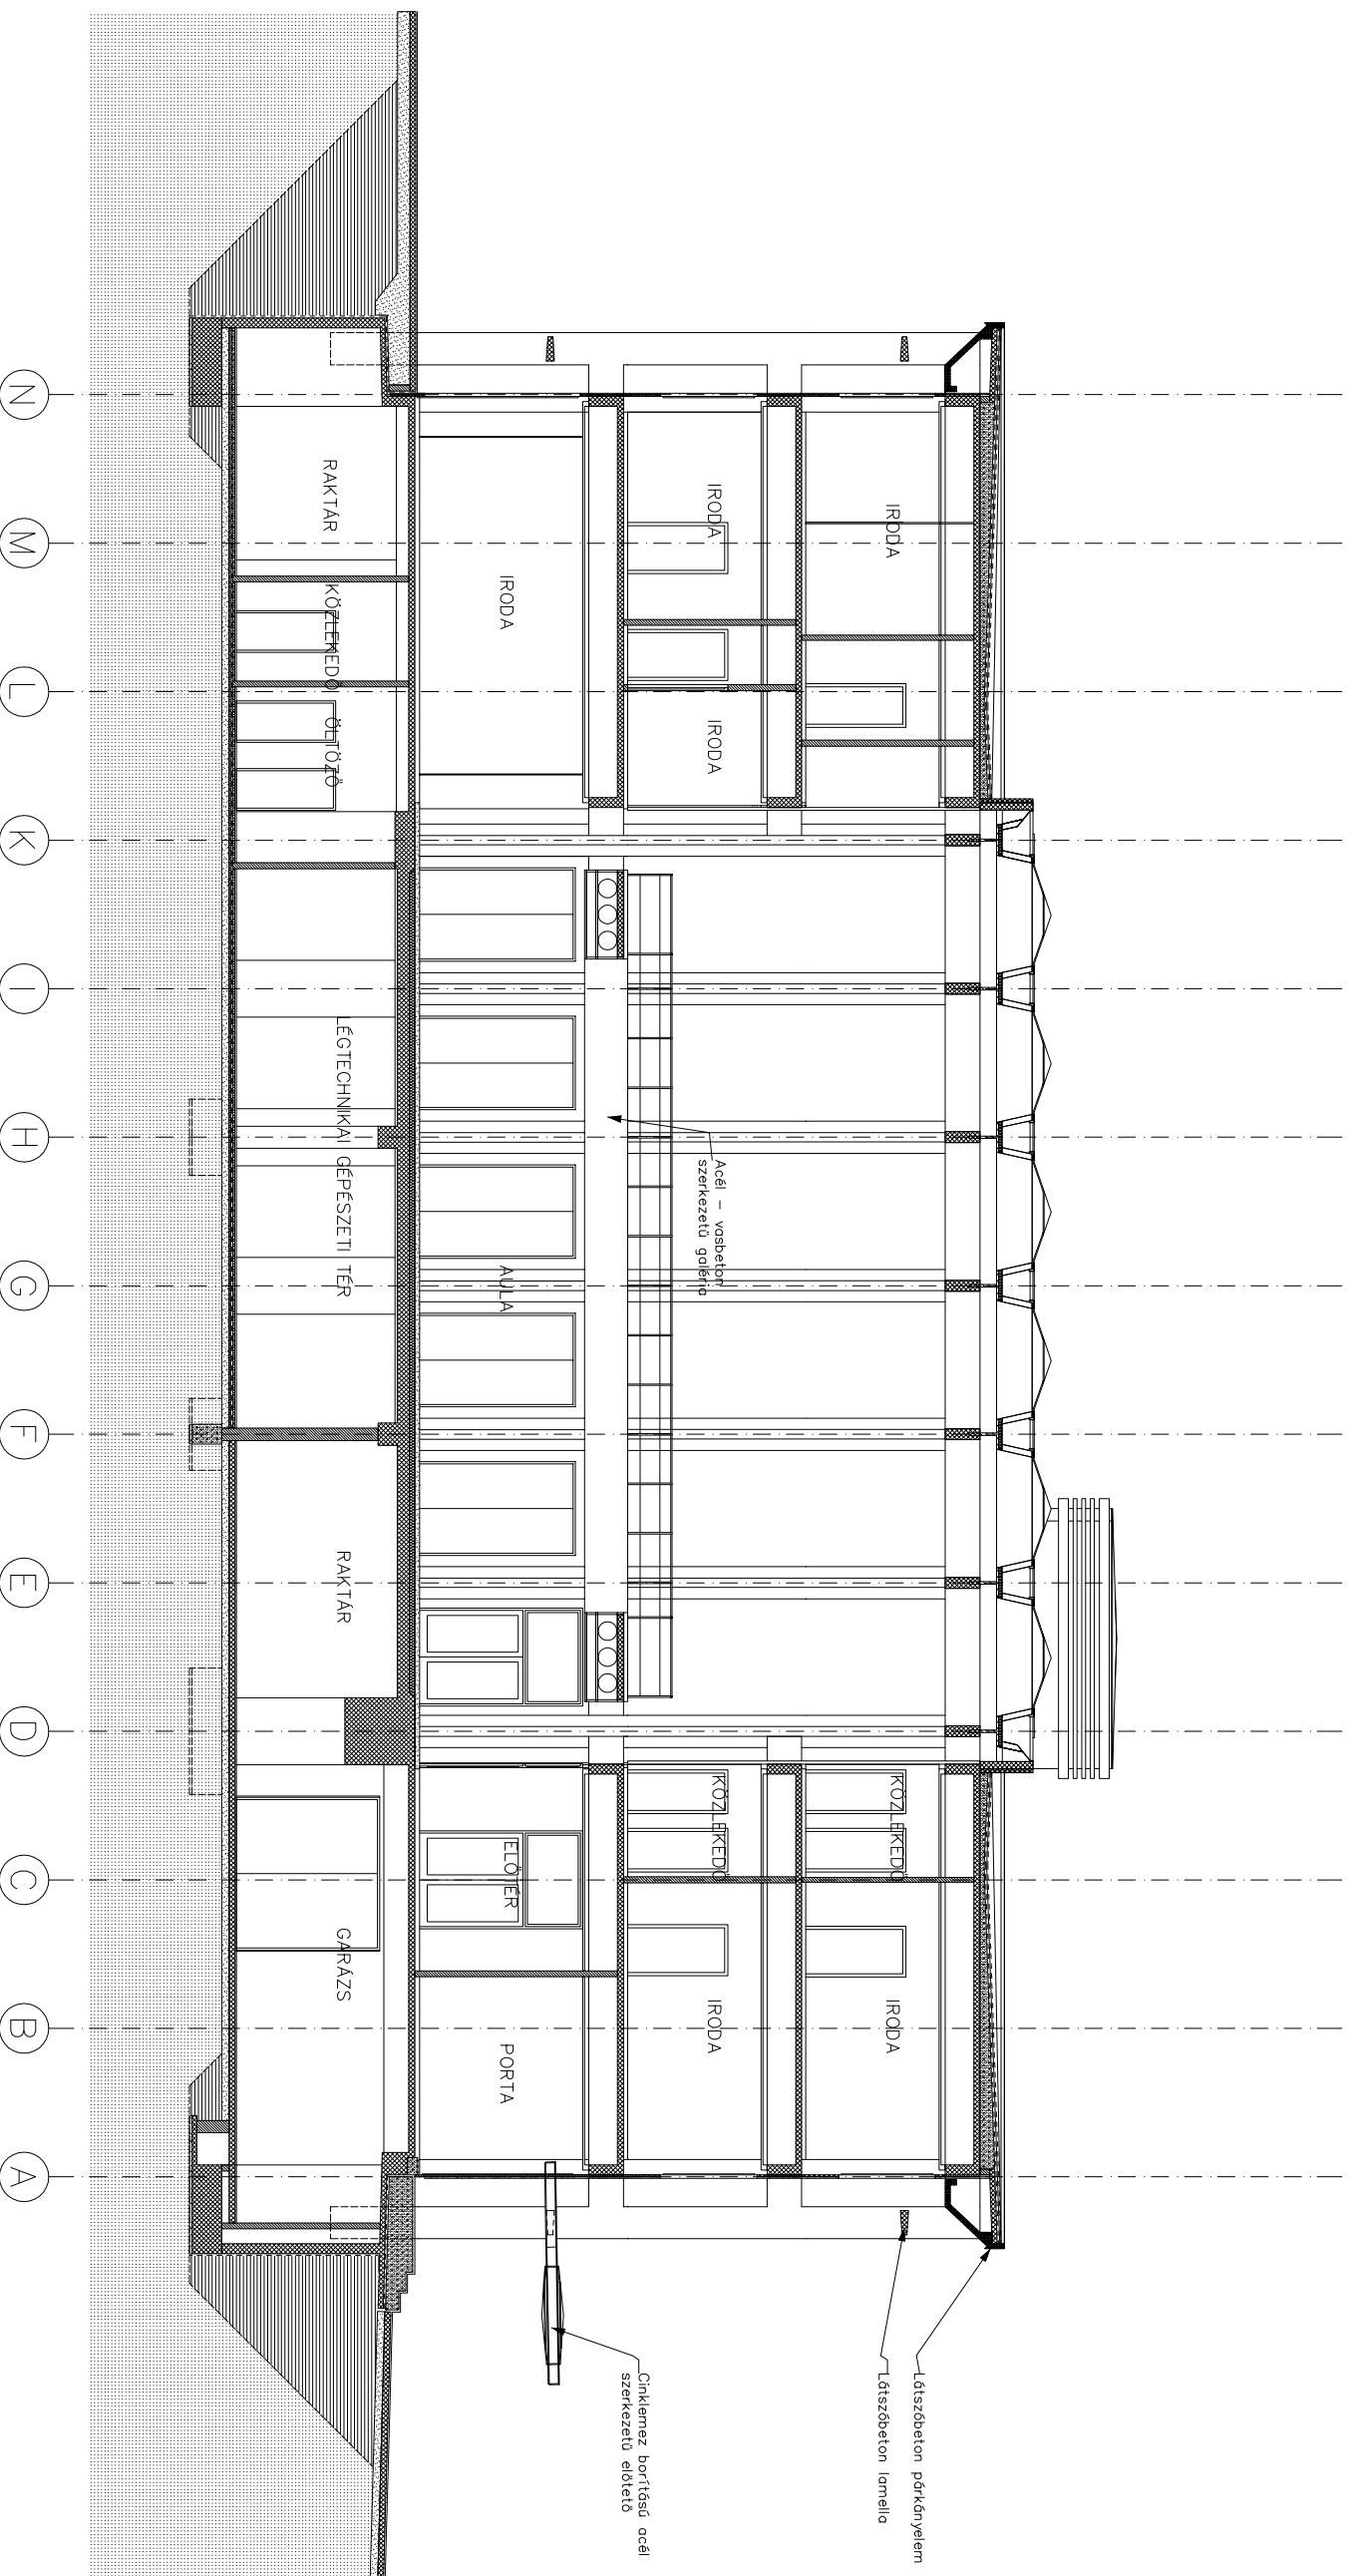 Látszóbeton párkányelem
Látszóbeton lamella
IRODA
KÖZLEKEDŐ
IRODA
Acél – vasbeton
szerkezetű galéria
IRODA
IRODA
KÖZLEKEDŐ
IRODA
Cinklemez borítású acél
szerkezetű előtető
IRODA
AULA
ELŐTÉR
PORTA
RAKTÁR
KÖZLEKEDŐ
ÖLTÖZŐ
LÉGTECHNIKAI GÉPÉSZETI TÉR
RAKTÁR
GARÁZS
N
M
L
K
I
H
G
F
E
D
C
B
A